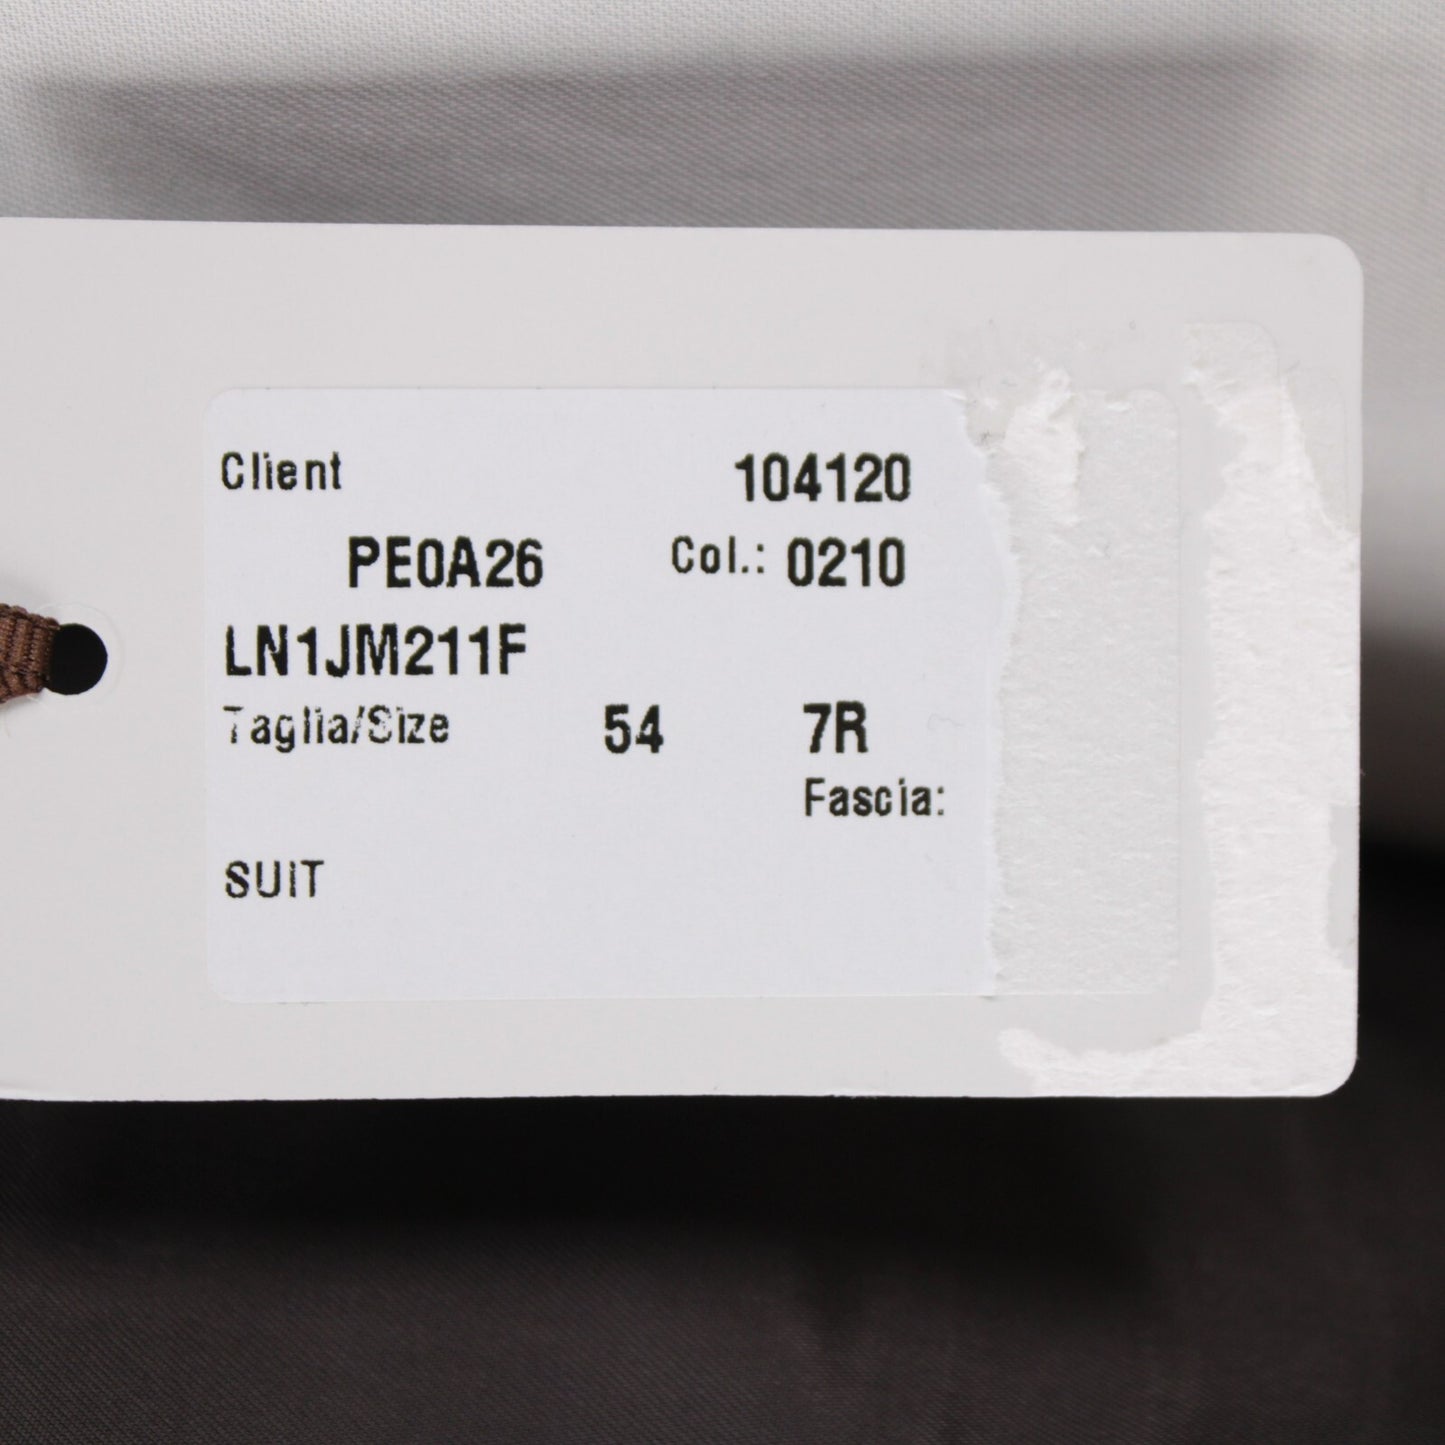 Client 104120
PE0A26 Col.: 0210
LN1JM211F
Taglia/Size 54 7R
Fascia:
SUIT